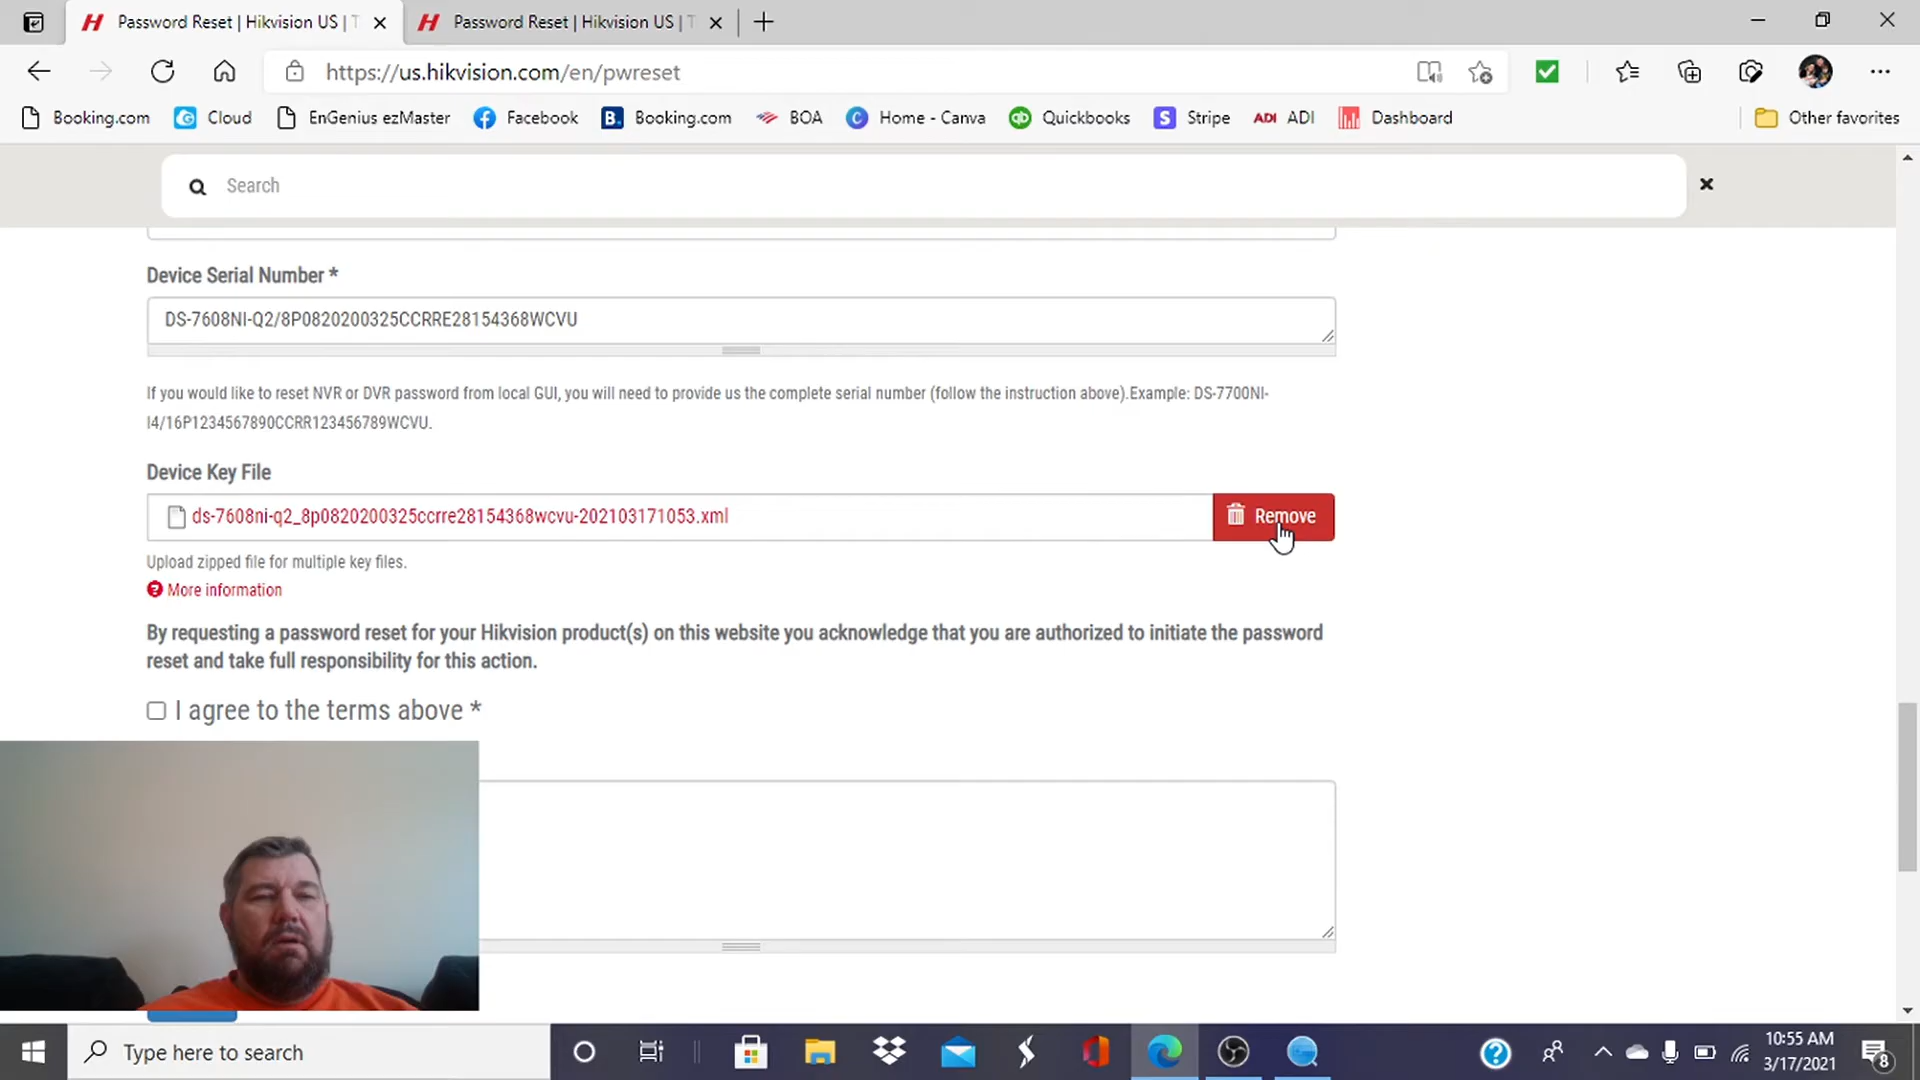 Password Reset | Hikvision US | T
Password Reset | Hikvision US | T
https://us.hikvision.com/en/pwreset
Booking.com
Cloud
EnGenius ezMaster
Facebook
B.
Booking.com
BOA
C
Home - Canva
qb
Quickbooks
S
Stripe
ADI
ADI
Dashboard
Other favorites
Search
Device Serial Number *
DS-7608NI-Q2/8P0820200325CCRRE28154368WCVU
If you would like to reset NVR or DVR password from local GUI, you will need to provide us the complete serial number (follow the instruction above).Example: DS-7700NI-
I4/16P1234567890CCRR123456789WCVU.
Device Key File
ds-7608ni-q2_8p0820200325ccrre28154368wcvu-202103171053.xml
Remove
Upload zipped file for multiple key files.
More information
By requesting a password reset for your Hikvision product(s) on this website you acknowledge that you are authorized to initiate the password
reset and take full responsibility for this action.
I agree to the terms above *
Type here to search
10:55 AM
3/17/2021
8